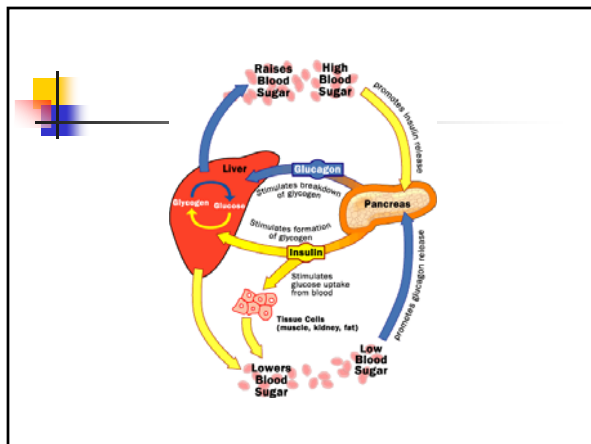 Raises
Blood
Sugar
High
Blood
Sugar
promotes insulin release
Liver
Glucagon
Stimulates breakdown
of glycogen
Glycogen
Glucose
Pancreas
Stimulates formation
of glycogen
Insulin
Stimulates
glucose uptake
from blood
promotes glucagon release
Tissue Cells
(muscle, kidney, fat)
Lowers
Blood
Sugar
Low
Blood
Sugar